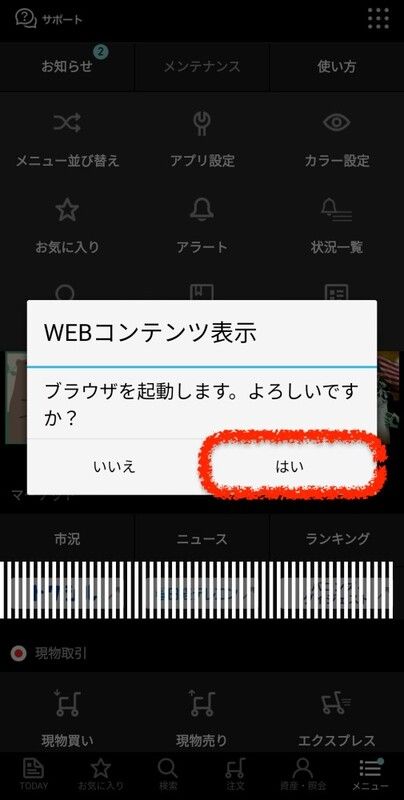 サポート
お知らせ
2
メンテナンス
使い方
メニュー並び替え
アプリ設定
カラー設定
お気に入り
アラート
状況一覧
WEBコンテンツ表示
ブラウザを起動します。よろしいです
か？
いいえ
はい
市況
ニュース
ランキング
現物取引
現物買い
現物売り
エクスプレス
TODAY
お気に入り
検索
注文
資産・照会
メニュー